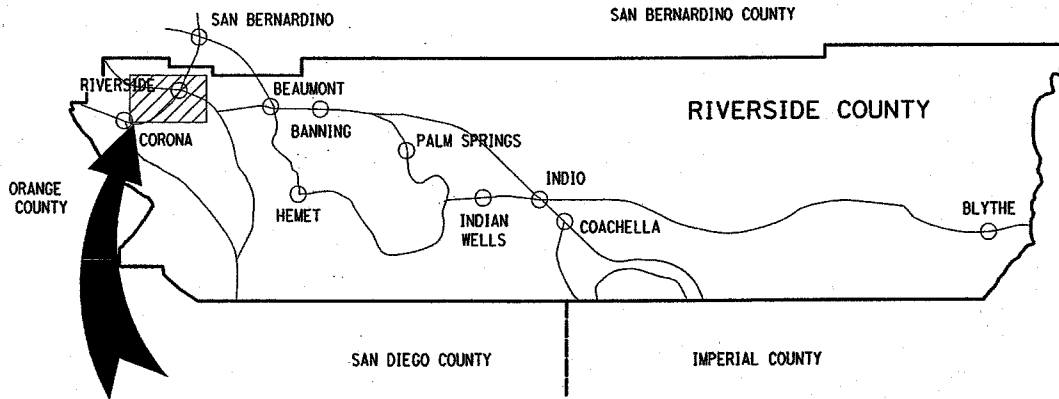 SAN BERNARDINO
SAN BERNARDINO COUNTY
RIVERSIDE
BEAUMONT
RIVERSIDE COUNTY
BANNING
CORONA
PALM SPRINGS
ORANGE
COUNTY
INDIO
HEMET
INDIAN
WELLS
COACHELLA
BLYTHE
SAN DIEGO COUNTY
IMPERIAL COUNTY